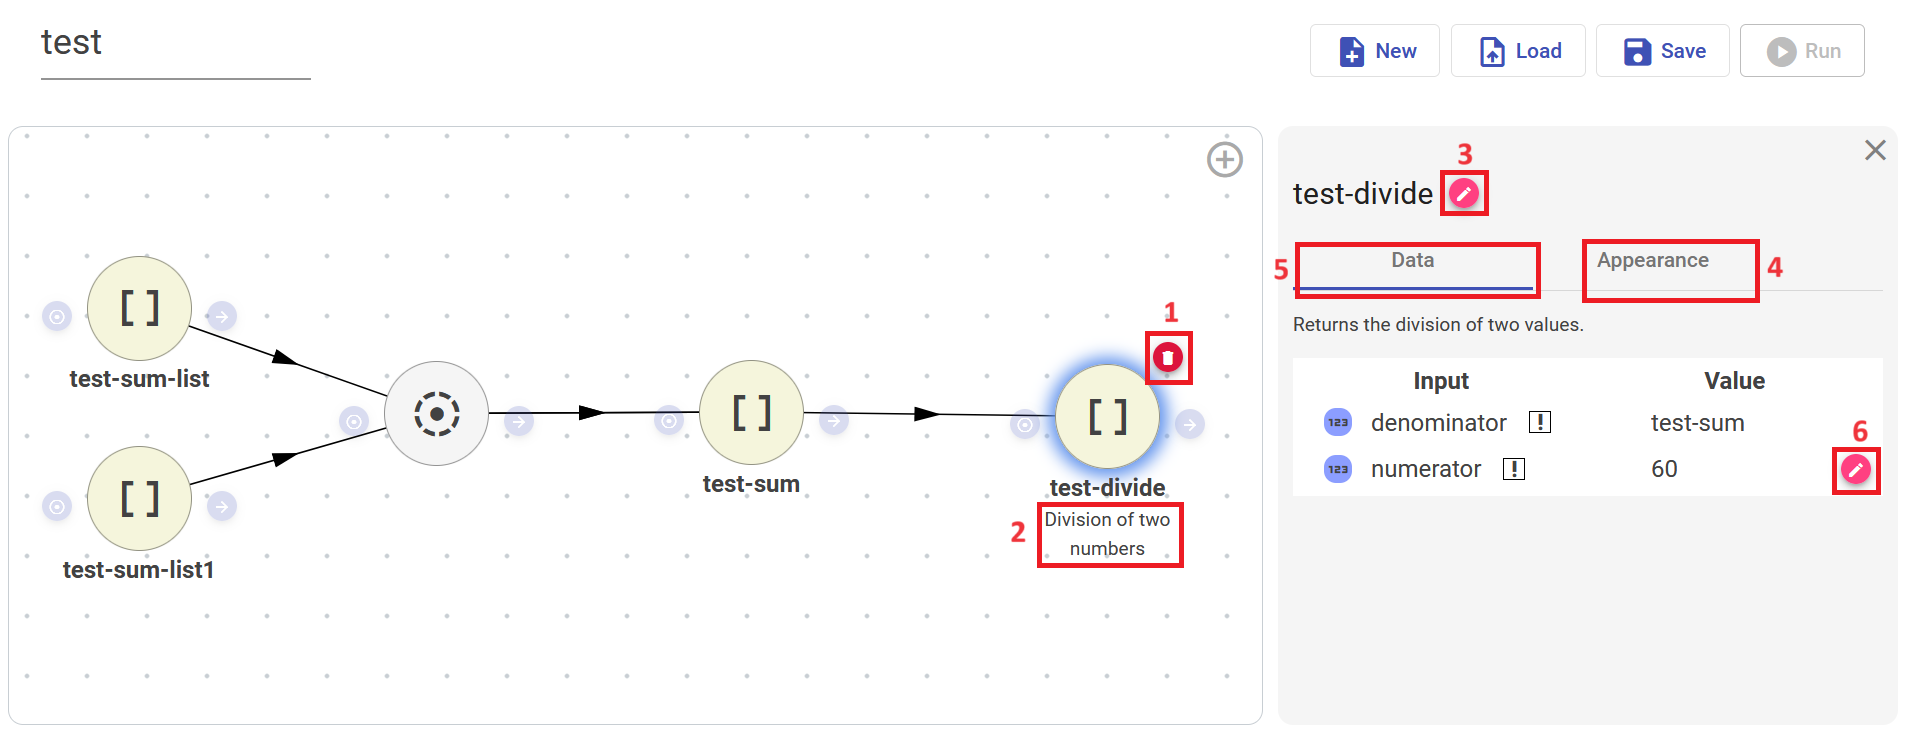 test
New
Load
Save
Run
[ ]
test-sum-list
[ ]
test-sum-list1
[ ]
test-sum
1
[ ]
test-divide
2
Division of two
numbers
3
test-divide
5
Data
Appearance
4
Returns the division of two values.
Input Value
123 denominator ! test-sum
6
123 numerator ! 60